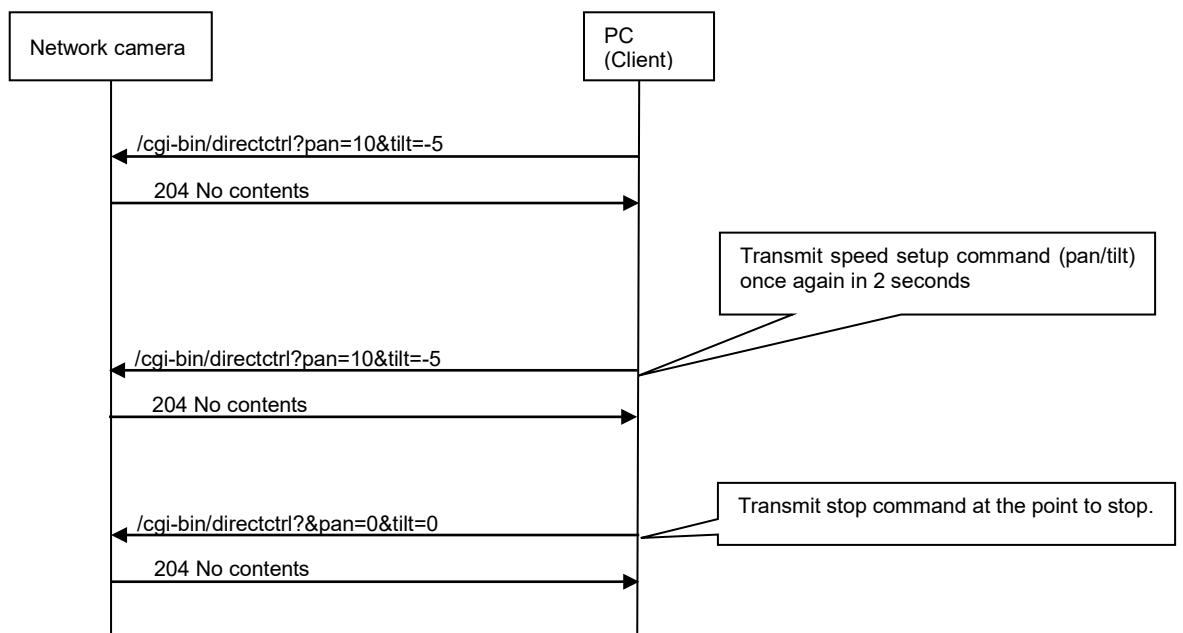 Network camera
PC
(Client)
/cgi-bin/directctrl?pan=10&tilt=-5
204 No contents
Transmit speed setup command (pan/tilt)
once again in 2 seconds
/cgi-bin/directctrl?pan=10&tilt=-5
204 No contents
Transmit stop command at the point to stop.
/cgi-bin/directctrl?&pan=0&tilt=0
204 No contents